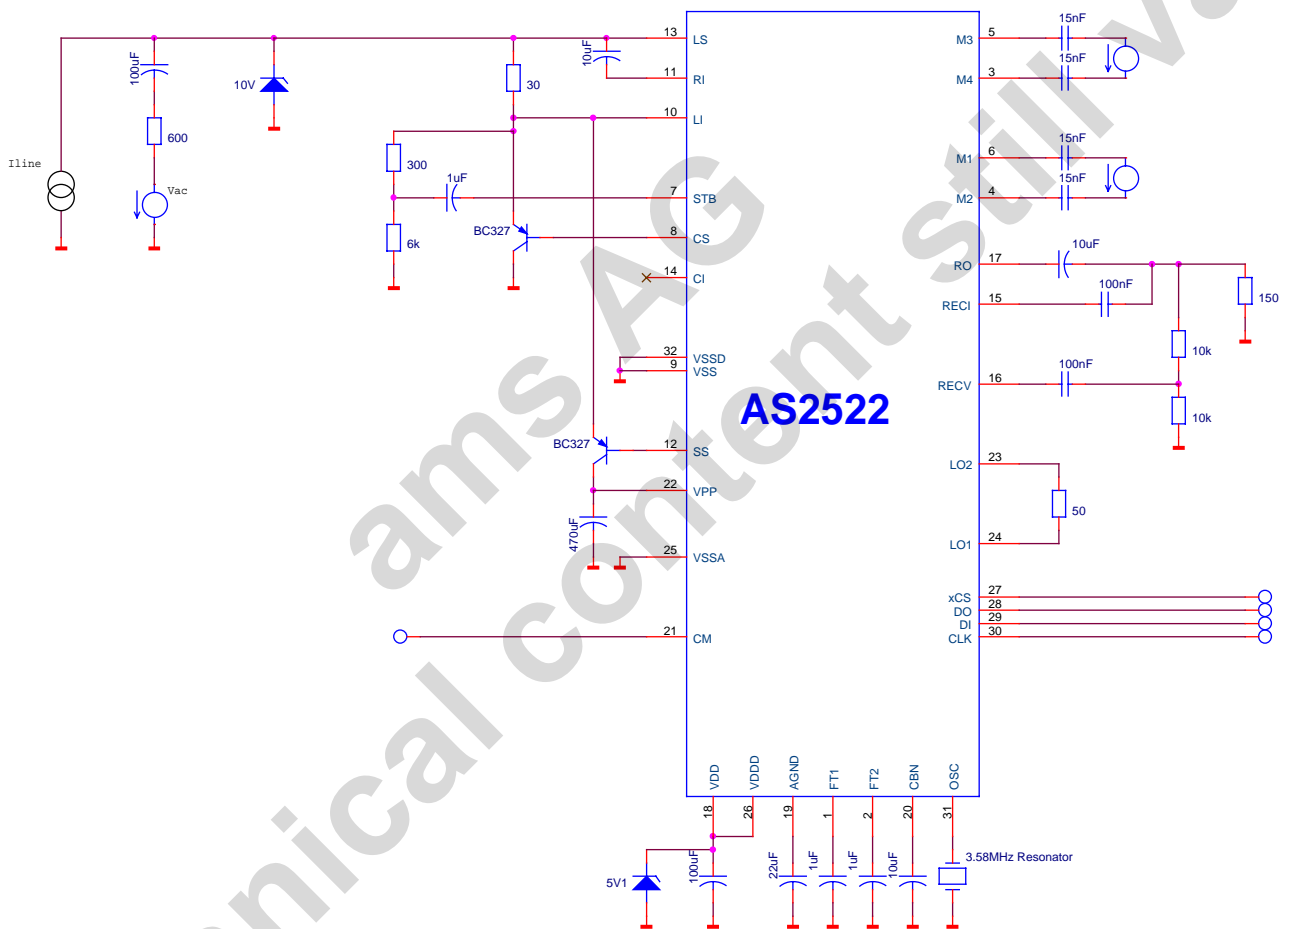 13 LS
5 M3
15nF
100uF
10uF
10V
30
11 RI
3 M4
15nF
10 LI
600
Iline
Vac
300
1uF
7 STB
6k
BC327
8 CS
14 CI
6 M1
15nF
4 M2
15nF
17 RO
10uF
15 RECI
100nF
150
10k
16 RECV
100nF
10k
32 VSSD
9 VSS
AS2522
BC327
12 SS
22 VPP
470uF
25 VSSA
23 LO2
50
24 LO1
27 xCS
28 DO
29 DI
30 CLK
21 CM
VDD
VDDD
AGND
FT1
FT2
CBN
OSC
18
26
19
1
2
20
31
5V1
100uF
22uF
1uF
1uF
10uF
3.58MHz Resonator
ams AG
nical content still va